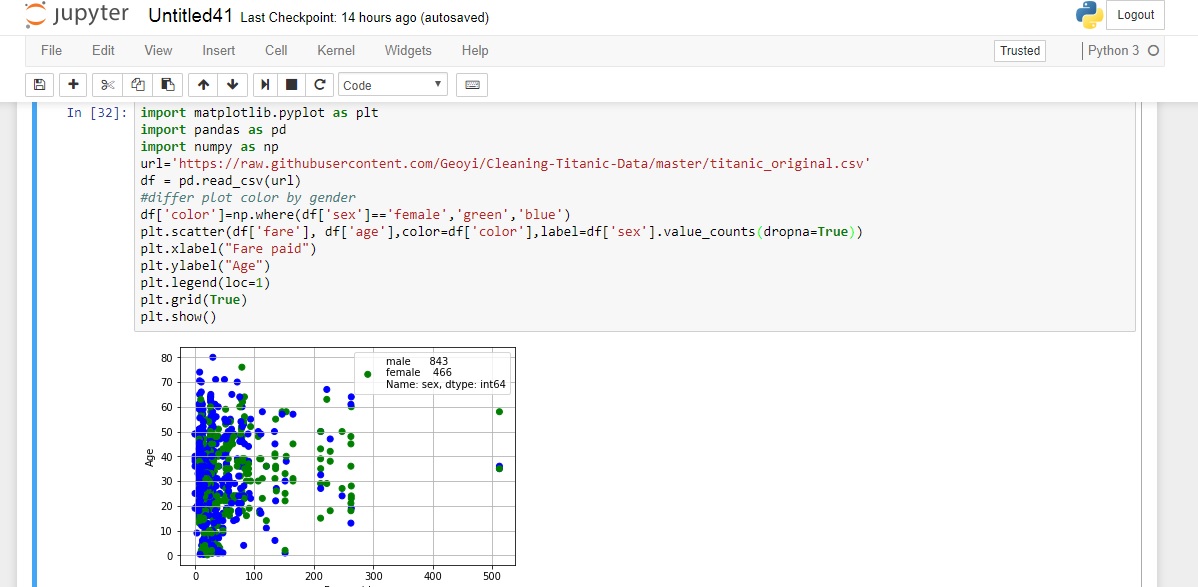 jupyter Untitled41 Last Checkpoint: 14 hours ago (autosaved) Logout
File Edit View Insert Cell Kernel Widgets Help Trusted Python 3
Code
In [32]: import matplotlib.pyplot as plt
import pandas as pd
import numpy as np
url='https://raw.githubusercontent.com/Geoyi/Cleaning-Titanic-Data/master/titanic_original.csv'
df = pd.read_csv(url)
#differ plot color by gender
df['color']=np.where(df['sex']=='female','green','blue')
plt.scatter(df['fare'], df['age'],color=df['color'],label=df['sex'].value_counts(dropna=True))
plt.xlabel("Fare paid")
plt.ylabel("Age")
plt.legend(loc=1)
plt.grid(True)
plt.show()
male 843
female 466
Name: sex, dtype: int64
80
70
60
50
40
30
20
10
0
Age
0 100 200 300 400 500